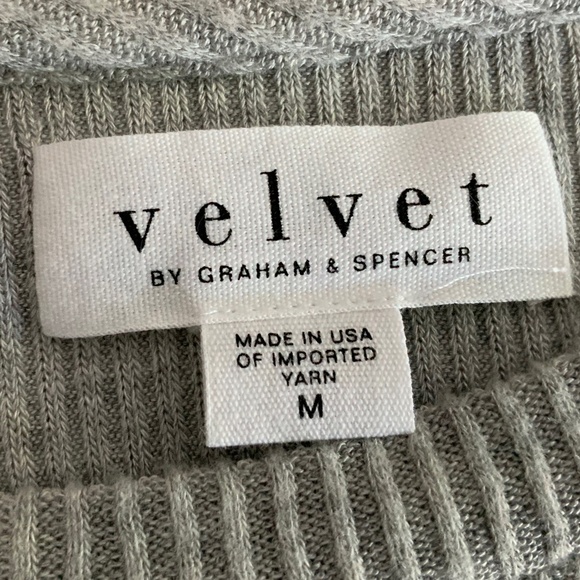 velvet
BY GRAHAM & SPENCER
MADE IN USA
OF IMPORTED
YARN
M